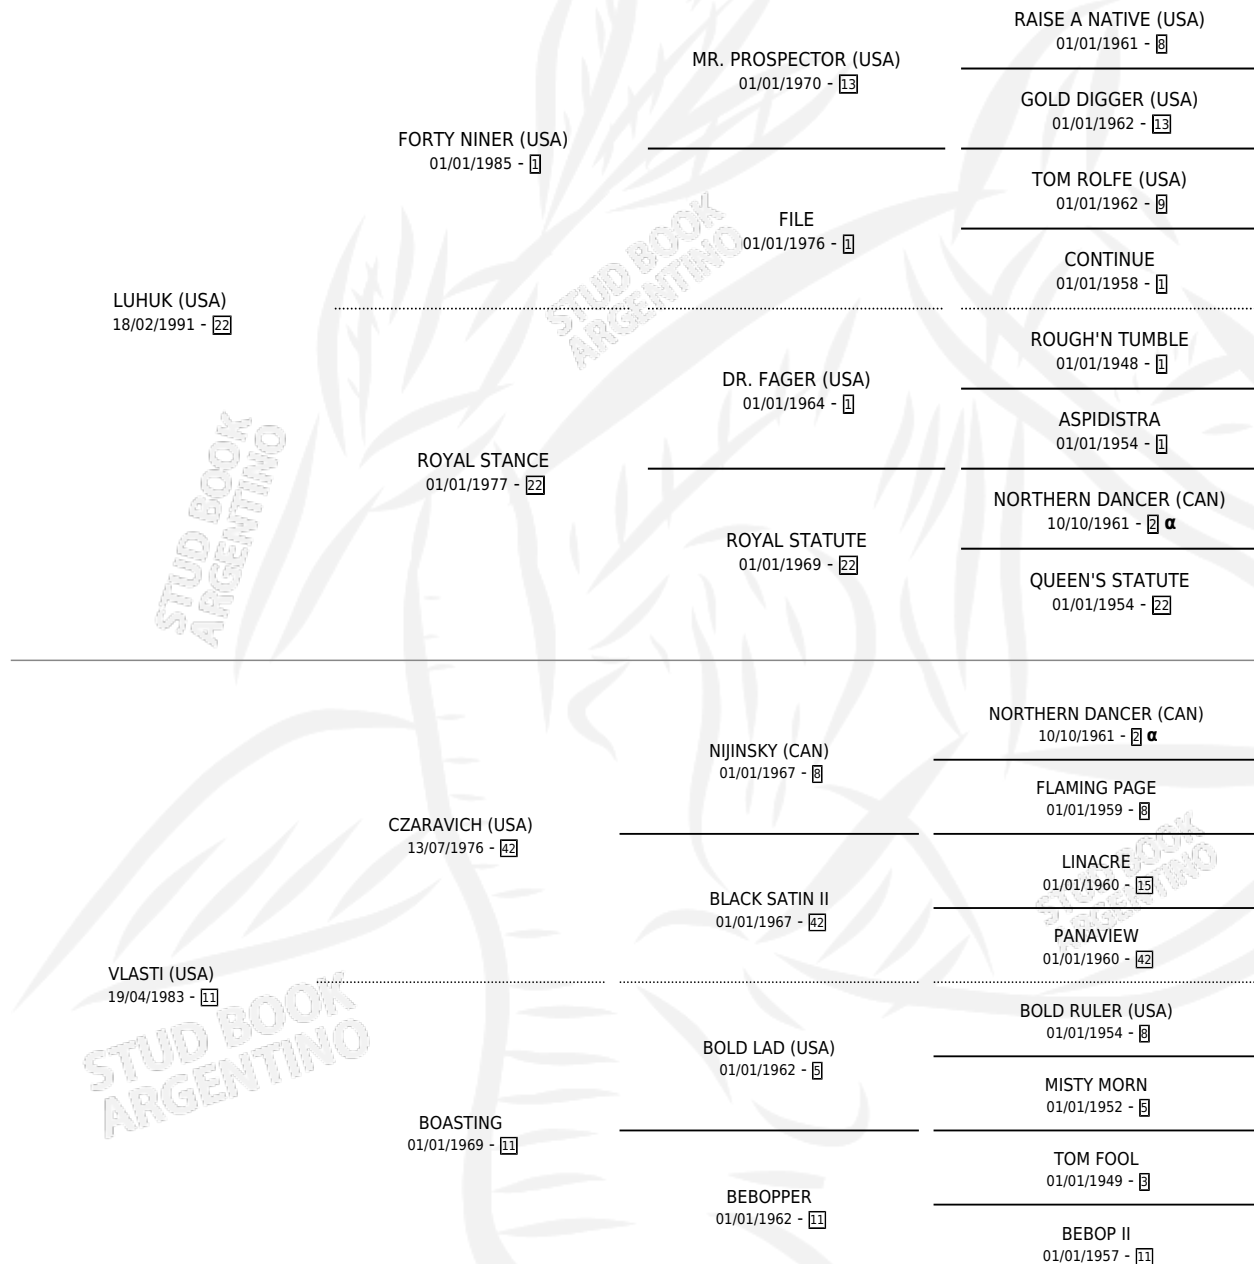 RAISE A NATIVE (USA)
01/01/1961 - 8
MR. PROSPECTOR (USA)
01/01/1970 - 13
GOLD DIGGER (USA)
01/01/1962 - 13
FORTY NINER (USA)
01/01/1985 - 1
TOM ROLFE (USA)
01/01/1962 - 9
FILE
01/01/1976 - 1
CONTINUE
01/01/1958 - 1
LUHUK (USA)
18/02/1991 - 22
ROUGH'N TUMBLE
01/01/1948 - 1
DR. FAGER (USA)
01/01/1964 - 1
ASPIDISTRA
01/01/1954 - 1
ROYAL STANCE
01/01/1977 - 22
NORTHERN DANCER (CAN)
10/10/1961 - 2 α
ROYAL STATUTE
01/01/1969 - 22
QUEEN'S STATUTE
01/01/1954 - 22
NORTHERN DANCER (CAN)
10/10/1961 - 2 α
NIJINSKY (CAN)
01/01/1967 - 8
FLAMING PAGE
01/01/1959 - 8
CZARAVICH (USA)
13/07/1976 - 42
LINACRE
01/01/1960 - 15
BLACK SATIN II
01/01/1967 - 42
PANAVIEW
01/01/1960 - 42
VLASTI (USA)
19/04/1983 - 11
BOLD RULER (USA)
01/01/1954 - 8
BOLD LAD (USA)
01/01/1962 - 5
MISTY MORN
01/01/1952 - 5
BOASTING
01/01/1969 - 11
TOM FOOL
01/01/1949 - 3
BEBOPPER
01/01/1962 - 11
BEBOP II
01/01/1957 - 11
STUD BOOK
ARGENTINO
STUD BOOK
ARGENTINO
STUD BOOK
ARGENTINO
STUD BOOK
ARGENTINO